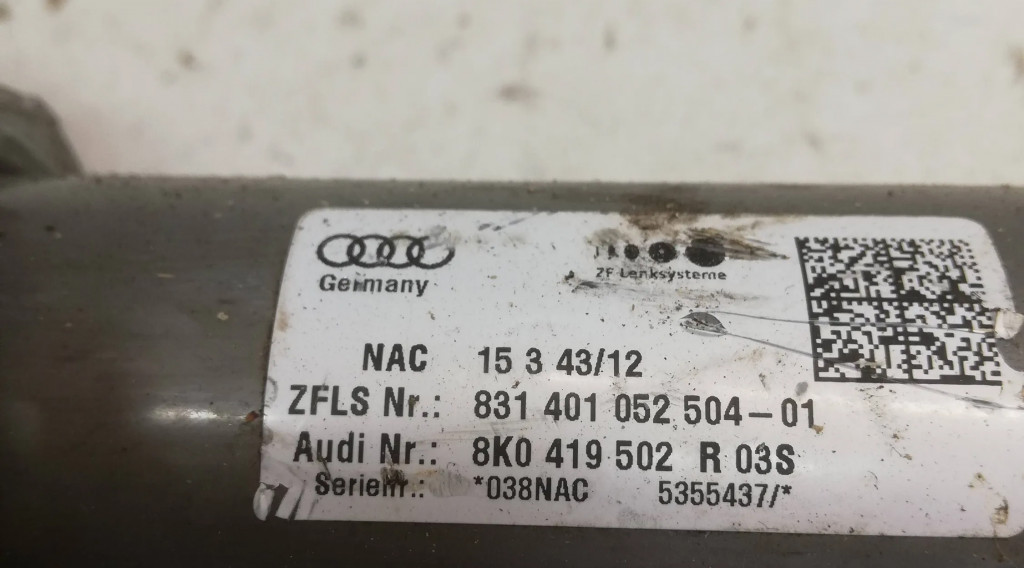 Germany
ZF Lenksysteme
NAC 15 3 43/12
ZFLS Nr.: 831 401 052 504-01
Audi Nr.: 8K0 419 502 R 03S
Serienr.: *038NAC 5355437/*